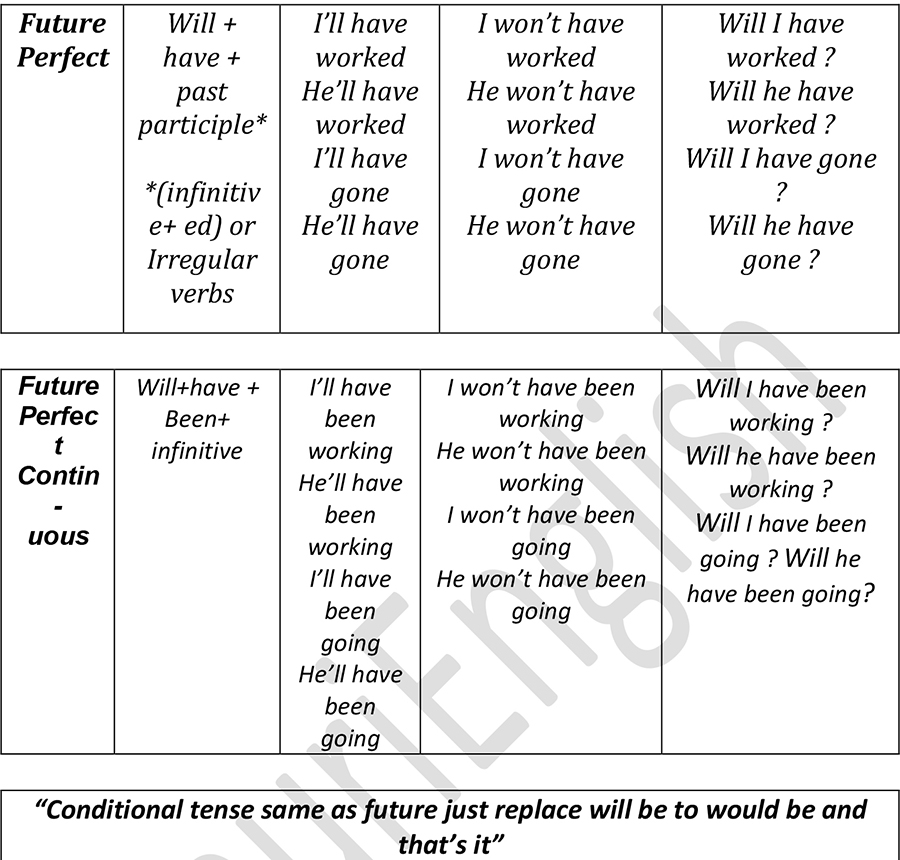 Future
Perfect
Will +
have +
past
participle*
*(infinitiv
e+ ed) or
Irregular
verbs
I’ll have
worked
He’ll have
worked
I’ll have
gone
He’ll have
gone
I won’t have
worked
He won’t have
worked
I won’t have
gone
He won’t have
gone
Will I have
worked ?
Will he have
worked ?
Will I have gone
?
Will he have
gone ?
Future
Perfec
t
Contin
-
uous
Will+have +
Been+
infinitive
I’ll have
been
working
He’ll have
been
working
I’ll have
been
going
He’ll have
been
going
I won’t have been
working
He won’t have been
working
I won’t have been
going
He won’t have been
going
Will I have been
working ?
Will he have been
working ?
Will I have been
going ? Will he
have been going?
“Conditional tense same as future just replace will be to would be and
that’s it”